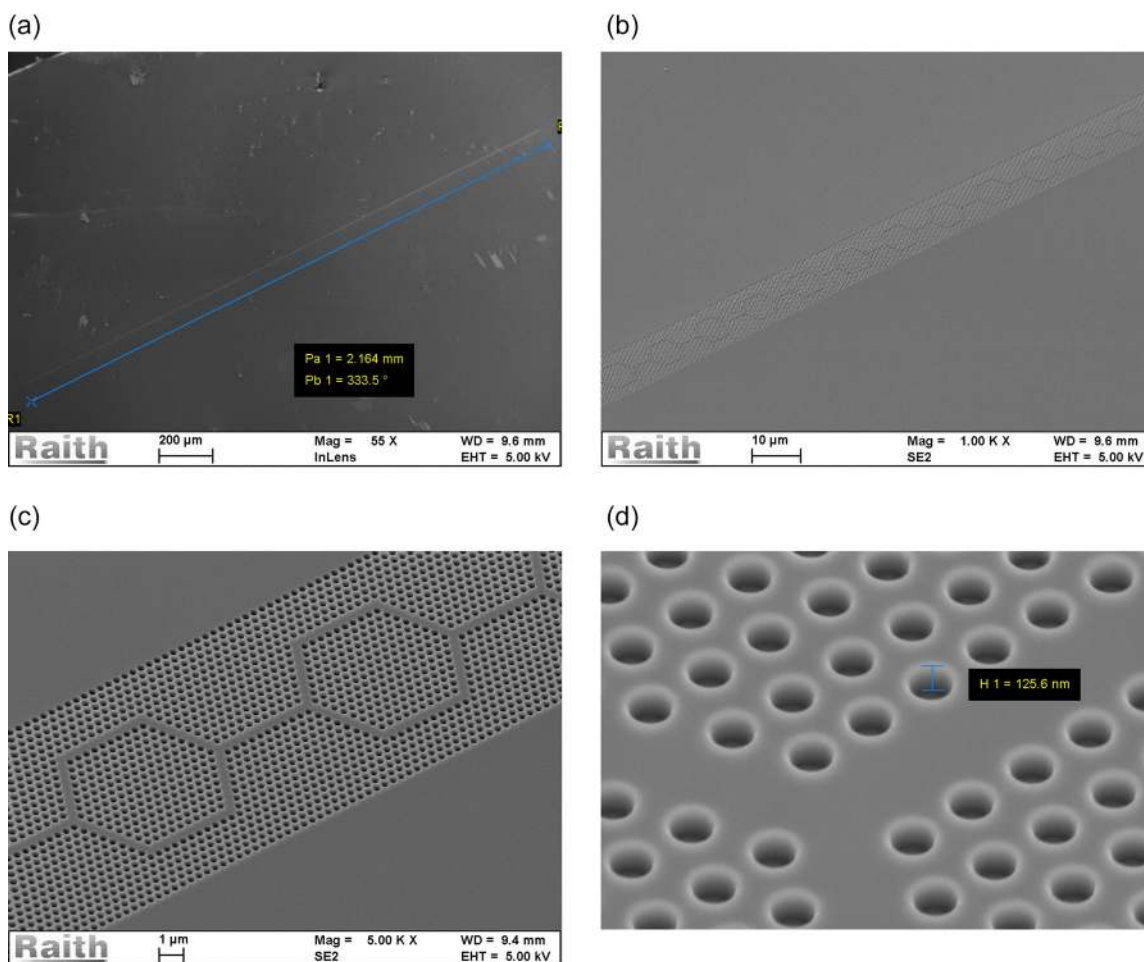 (a)
(b)
Pa 1 = 2.164 mm
Pb 1 = 333.5 °
R1
Raith
200 µm
Mag = 55 X
WD = 9.6 mm
InLens
EHT = 5.00 kV
Raith
10 µm
Mag = 1.00 K X
WD = 9.6 mm
SE2
EHT = 5.00 kV
(c)
(d)
H 1 = 125.6 nm
Raith
1 µm
Mag = 5.00 K X
WD = 9.4 mm
SE2
EHT = 5.00 kV